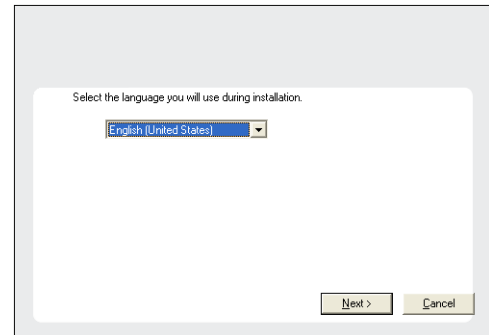 Select the language you will use during installation.
English (United States)
Next >
Cancel